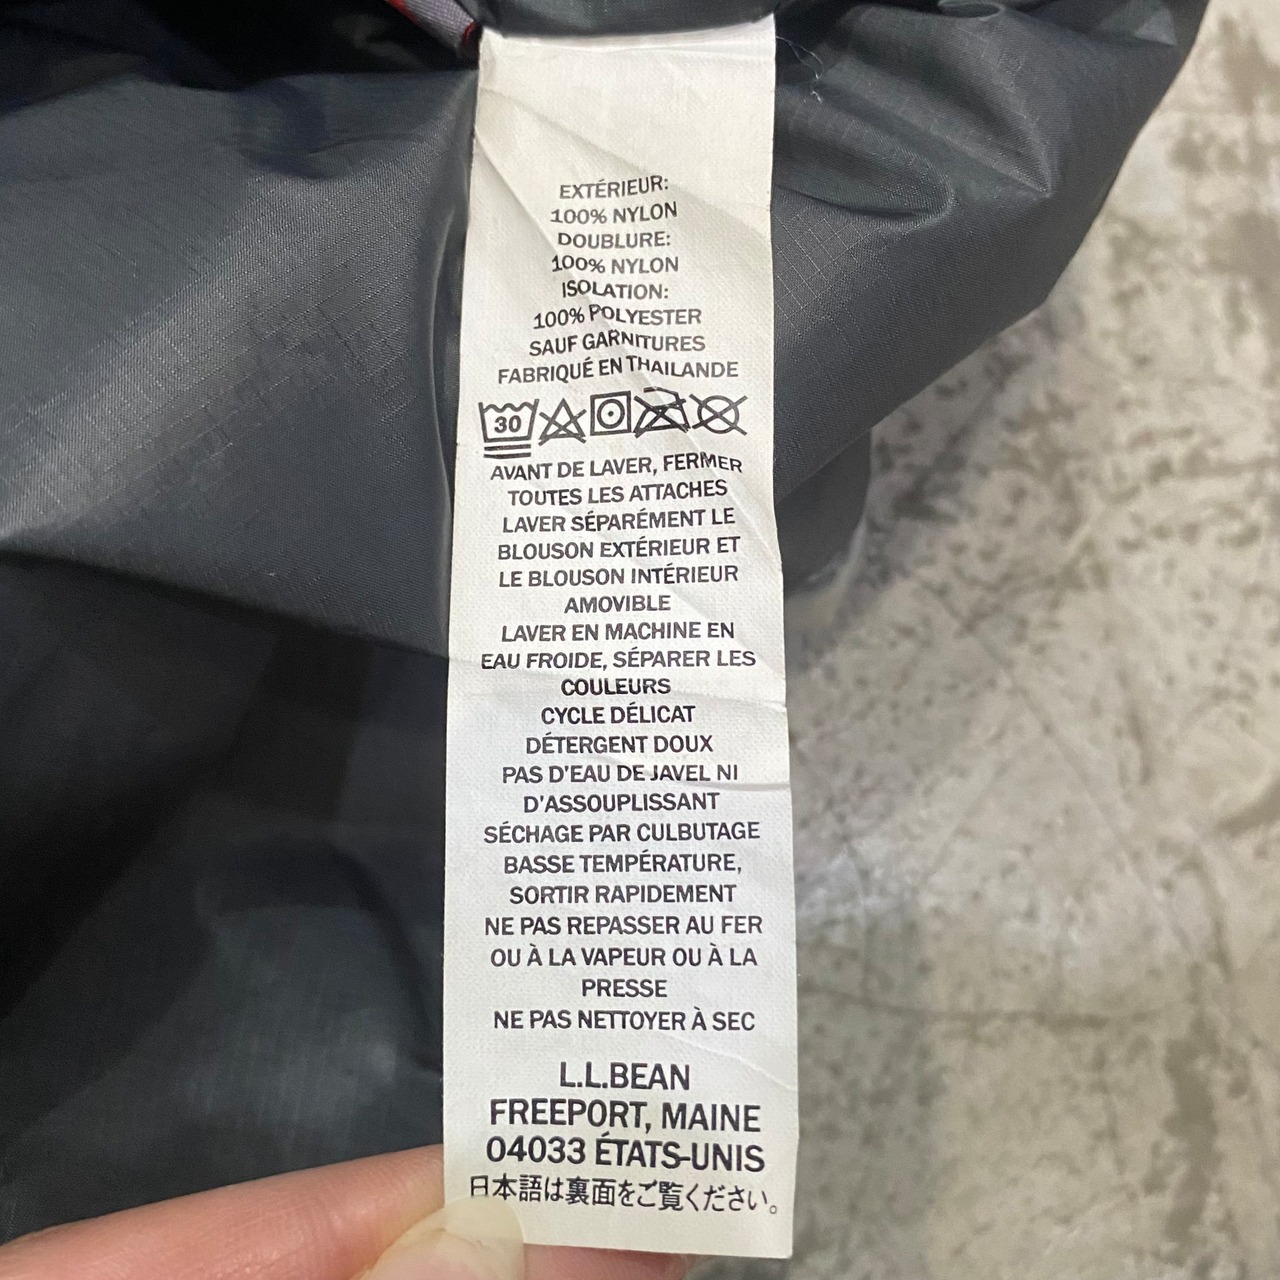 EXTÉRIEUR:
100% NYLON
DOUBLURE:
100% NYLON
ISOLATION:
100% POLYESTER
SAUF GARNITURES
FABRIQUÉ EN THAILANDE
30
AVANT DE LAVER, FERMER
TOUTES LES ATTACHES
LAVER SÉPARÉMENT LE
BLOUSON EXTÉRIEUR ET
LE BLOUSON INTÉRIEUR
AMOVIBLE
LAVER EN MACHINE EN
EAU FROIDE, SÉPARER LES
COULEURS
CYCLE DÉLICAT
DÉTERGENT DOUX
PAS D'EAU DE JAVEL NI
D'ASSOUPLISSANT
SÉCHAGE PAR CULBUTAGE
BASSE TEMPÉRATURE,
SORTIR RAPIDEMENT
NE PAS REPASSER AU FER
OU À LA VAPEUR OU À LA
PRESSE
NE PAS NETTOYER À SEC
L.L.BEAN
FREEPORT, MAINE
04033 ÉTATS-UNIS
日本語は裏面をご覧ください。